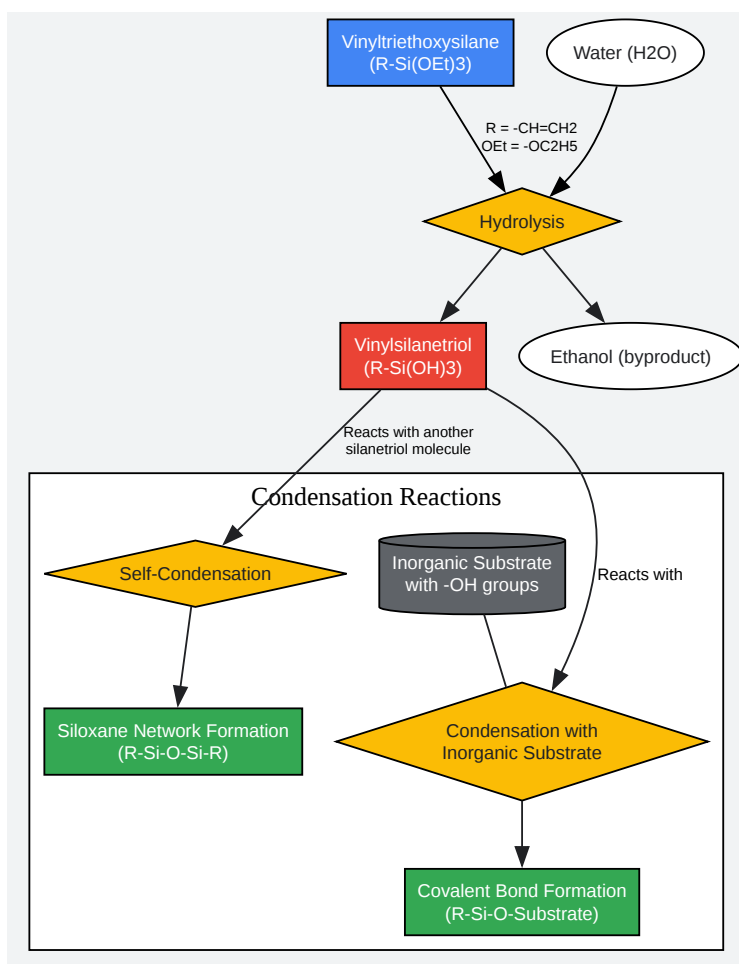 Vinyltriethoxysilane
(R-Si(OEt)3)
Water (H2O)
R = -CH=CH2
OEt = -OC2H5
Hydrolysis
Vinylsilanetriol
(R-Si(OH)3)
Ethanol (byproduct)
Reacts with another
silanetriol molecule
Condensation Reactions
Self-Condensation
Inorganic Substrate
with -OH groups
Reacts with
Siloxane Network Formation
(R-Si-O-Si-R)
Condensation with
Inorganic Substrate
Covalent Bond Formation
(R-Si-O-Substrate)